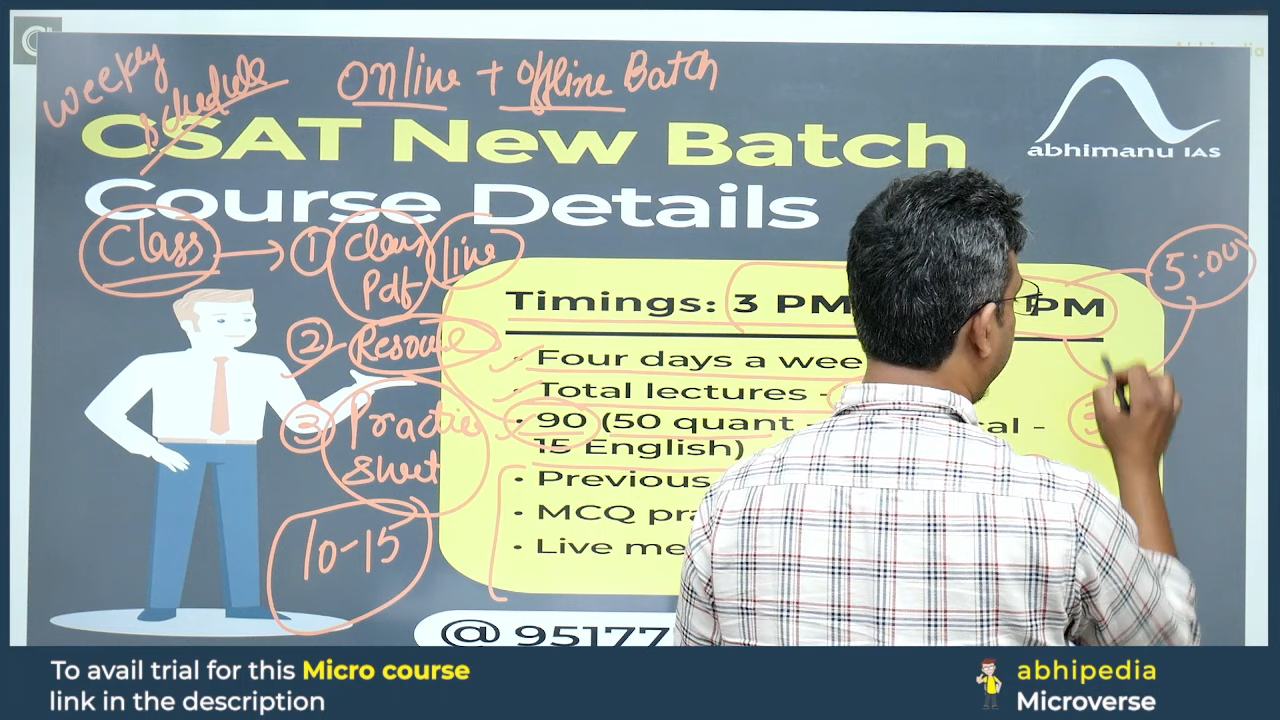 Weekly
Schedule
Online + offline Batch
CSAT New Batch
Course Details
abhimanu IAS
Class → ① Class Pdf
line
② Resource
③ Practice
Sheet
10-15
5:00
Timings: 3 PM PM
• Four days a wee
• Total lectures -
• 90 (50 quant - al -
15 English)
• Previous
• MCQ pra
• Live me
@ 95177
To avail trial for this Micro course
link in the description
abhipedia
Microverse